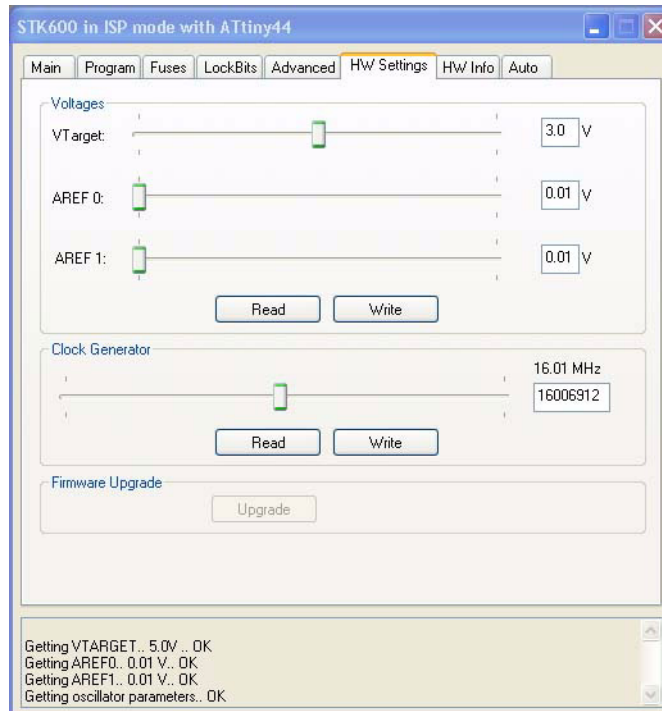 STK600 in ISP mode with ATtiny44
Main Program Fuses LockBits Advanced HW Settings HW Info Auto
Voltages
VTarget: 3.0 V
AREF 0: 0.01 V
AREF 1: 0.01 V
Read Write
Clock Generator
16.01 MHz
16006912
Read Write
Firmware Upgrade
Upgrade
Getting VTARGET.. 5.0V .. OK
Getting AREF0.. 0.01 V.. OK
Getting AREF1.. 0.01 V.. OK
Getting oscillator parameters.. OK